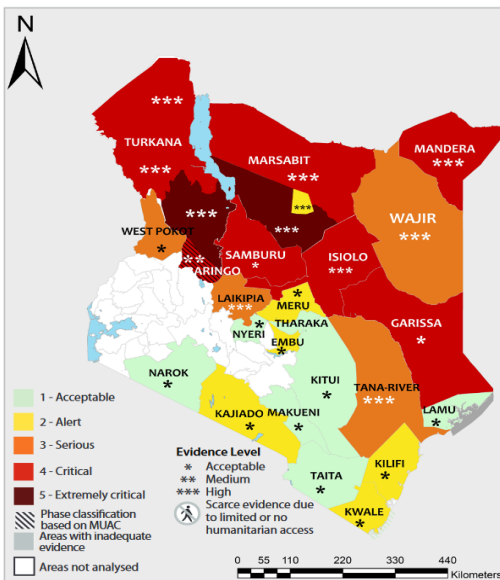 N
***
TURKANA
***
MARSABIT
***
MANDERA
***
***
***
***
WAJIR
***
WEST POKOT
*
**
BARINGO
SAMBURU
*
ISIOLO
***
LAIKIPIA
***
*
MERU
GARISSA
*
*
NYERI
THARAKA
EMBU
*
NAROK
*
KITUI
*
TANA-RIVER
***
LAMU
*
KAJIADO
*
MAKUENI
*
TAITA
*
KILIFI
*
KWALE
*
1 - Acceptable
2 - Alert
3 - Serious
4 - Critical
5 - Extremely critical
Phase classification
based on MUAC
Areas with inadequate
evidence
Areas not analysed
Evidence Level
* Acceptable
** Medium
*** High
Scarce evidence due
to limited or no
humanitarian access
0 55 110 220 330 440
Kilometers